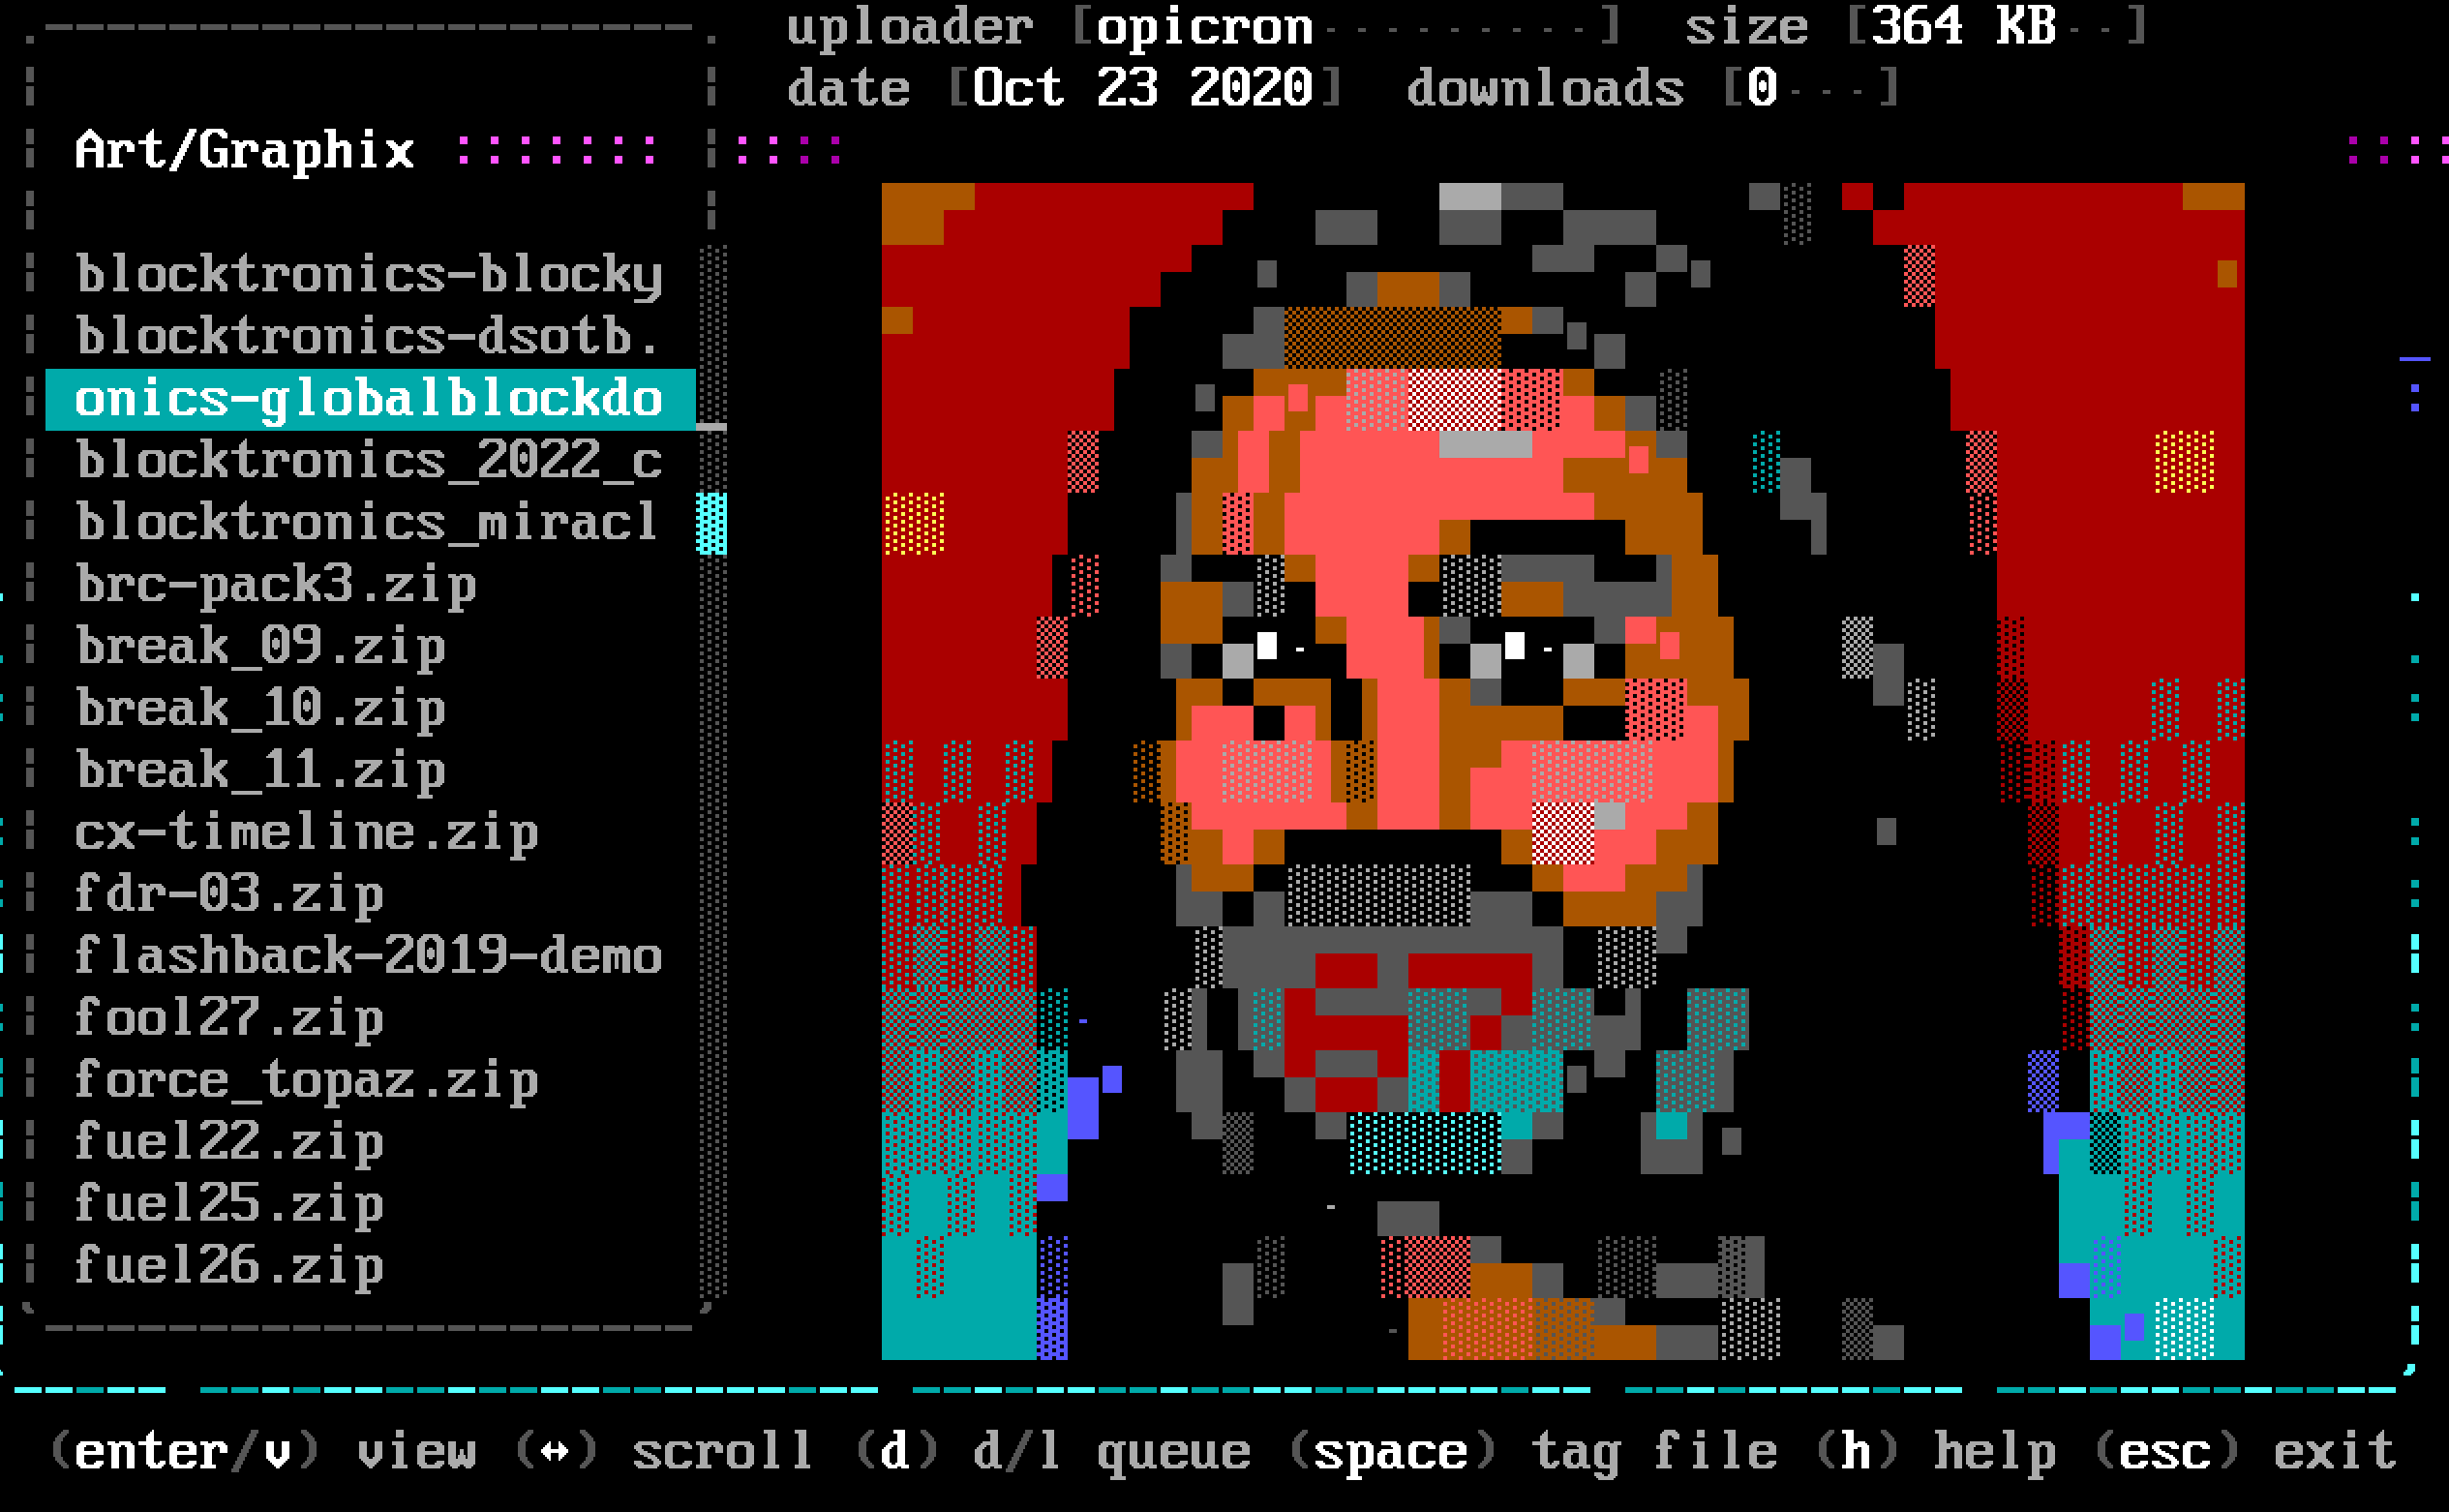 uploader [opicron---------] size [364 KB--]
date [Oct 23 2020] downloads [0---]
Art/Graphix :::::::
blocktronics-blocky
blocktronics-dsotb.
onics-globalblockdo
blocktronics_2022_c
blocktronics_miracl
brc-pack3.zip
break_09.zip
break_10.zip
break_11.zip
cx-timeline.zip
fdr-03.zip
flashback-2019-demo
fool27.zip
force_topaz.zip
fuel22.zip
fuel25.zip
fuel26.zip
(enter/v) view (↔) scroll (d) d/l queue (space) tag file (h) help (esc) exit